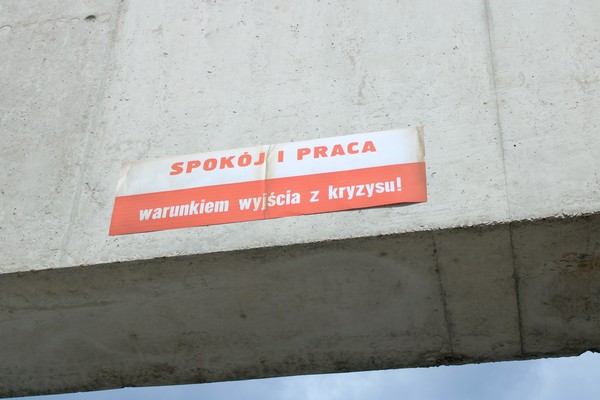 SPOKÓJ I PRACA
warunkiem wyjścia z kryzysu!